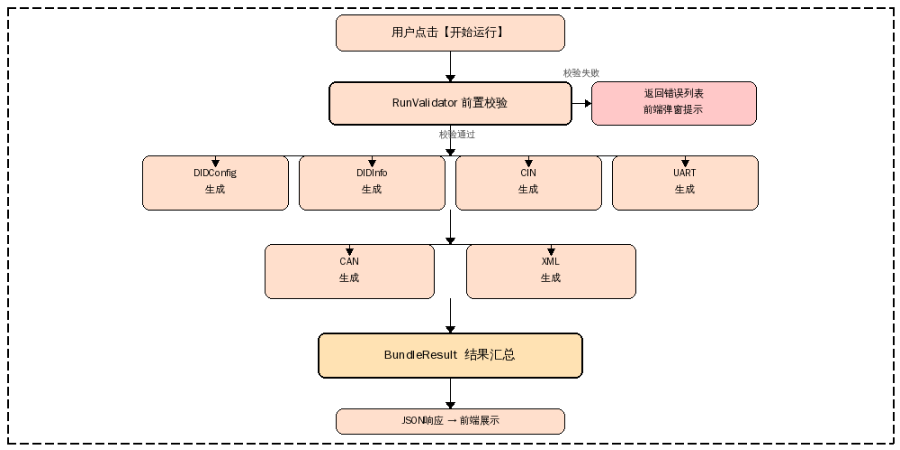 用户点击【开始运行】
校验失败
RunValidator 前置校验
返回错误列表
前端弹窗提示
校验通过
DIDConfig
生成
DIDInfo
生成
CIN
生成
UART
生成
CAN
生成
XML
生成
BundleResult 结果汇总
JSON响应 → 前端展示